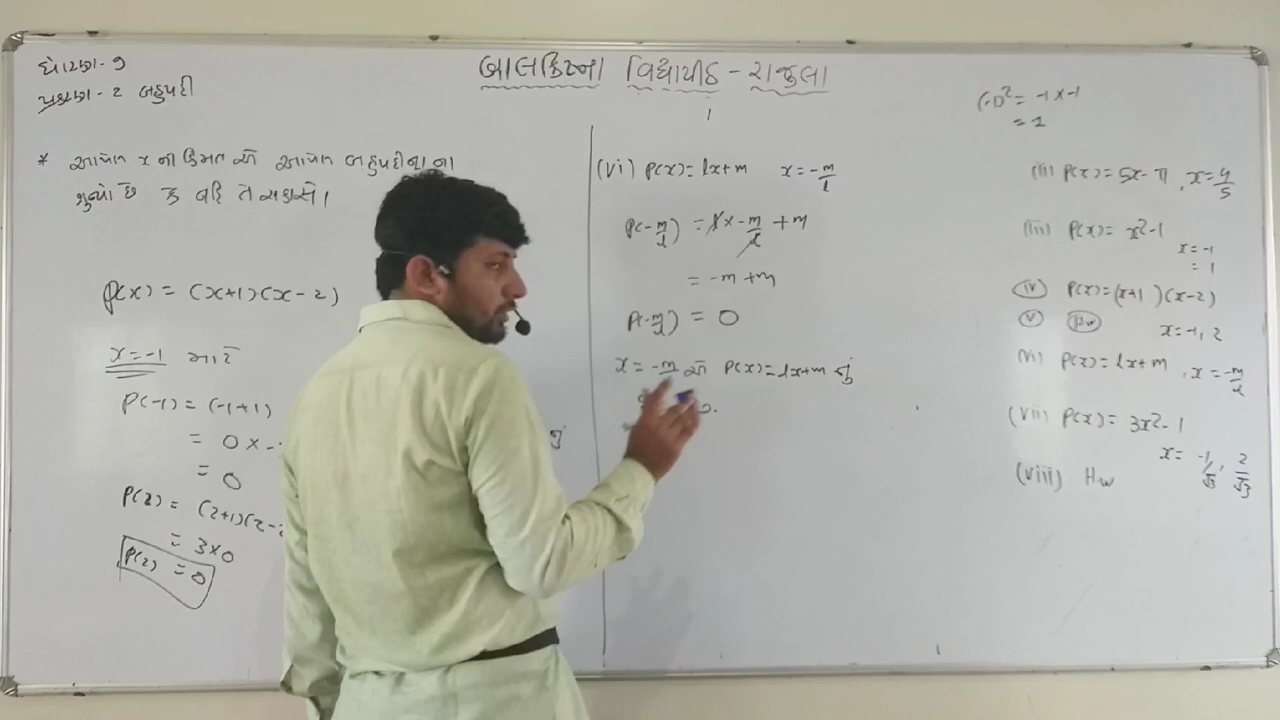 ધોરણ - 9
પ્રકરણ - 2 બહુપદી
બાલક્રિષ્ના વિદ્યાપીઠ - રાજુલા
* આપેલ x ની કિંમત એ આપેલ બહુપદીના
શૂન્યો છે કે નહિ તે ચકાસો.
p(x) = (x+1)(x-2)
x = -1 માટે
P(-1) = (-1+1)
= 0 x -
= 0
P(2) = (2+1)(2-2
= 3x0
P(2) = 0
નું
(vi) P(x) = lx+m x = -m/l
P(-m/l) = l x -m/l + m
= -m + m
P(-m/l) = 0
x = -m એ P(x) = lx+m નું
છે.
(-1)² = -1 x -1
= 1
(ii) P(x) = 5x - π , x = 4/5
(iii) P(x) = x² - 1
x = -1
= 1
(iv) P(x) = (x+1)(x-2)
(v) Hw
x = -1, 2
(vi) P(x) = lx+m , x = -m/l
(vii) P(x) = 3x² - 1
x = -1/√3, 2/√3
(viii) Hw